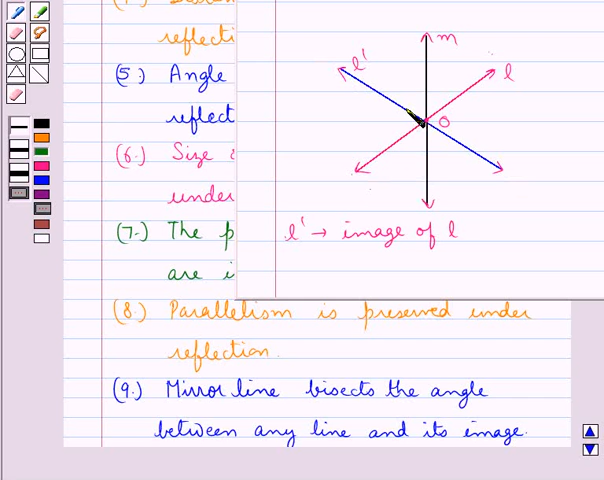 reflecti
(5.) Angle
reflect
(6.) Size
under
(7.) The p
are i
(8.) Parallelism is preserved under
reflection.
(9.) Mirror line bisects the angle
between any line and its image.
m
l'
l
O
l' → image of l